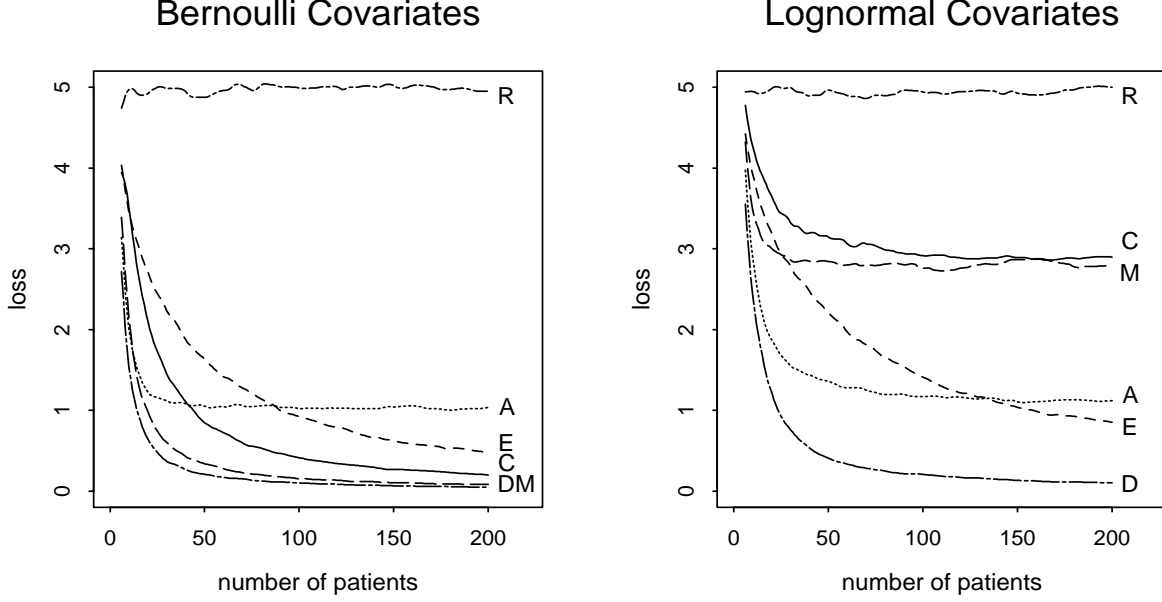 Bernoulli Covariates
loss
5
4
3
2
1
0
R
A
E
C
DM
0 50 100 150 200
number of patients
Lognormal Covariates
loss
5
4
3
2
1
0
R
C
M
A
E
D
0 50 100 150 200
number of patients